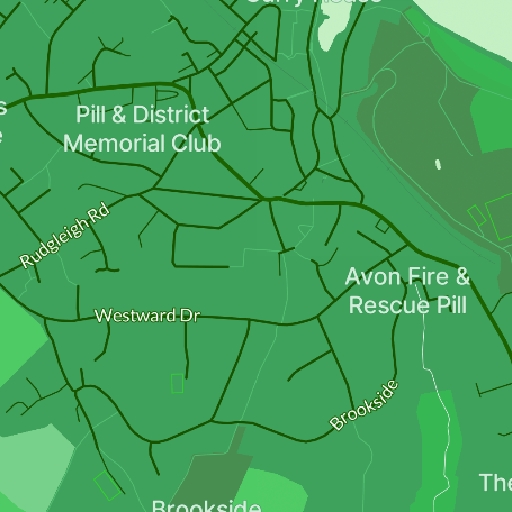 Pill & District
Memorial Club
Rudgleigh Rd
Avon Fire &
Rescue Pill
Westward Dr
Brookside
The
Brookside